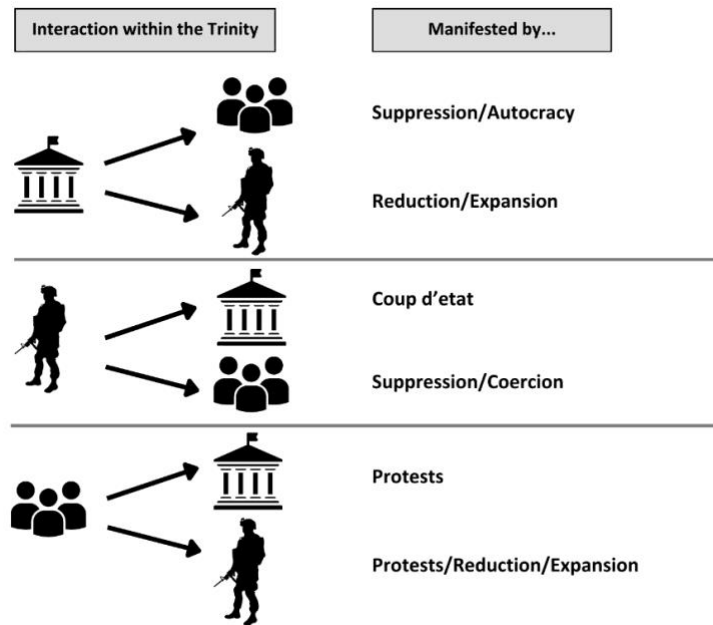 Interaction within the Trinity
Manifested by...
Suppression/Autocracy
Reduction/Expansion
Coup d’etat
Suppression/Coercion
Protests
Protests/Reduction/Expansion